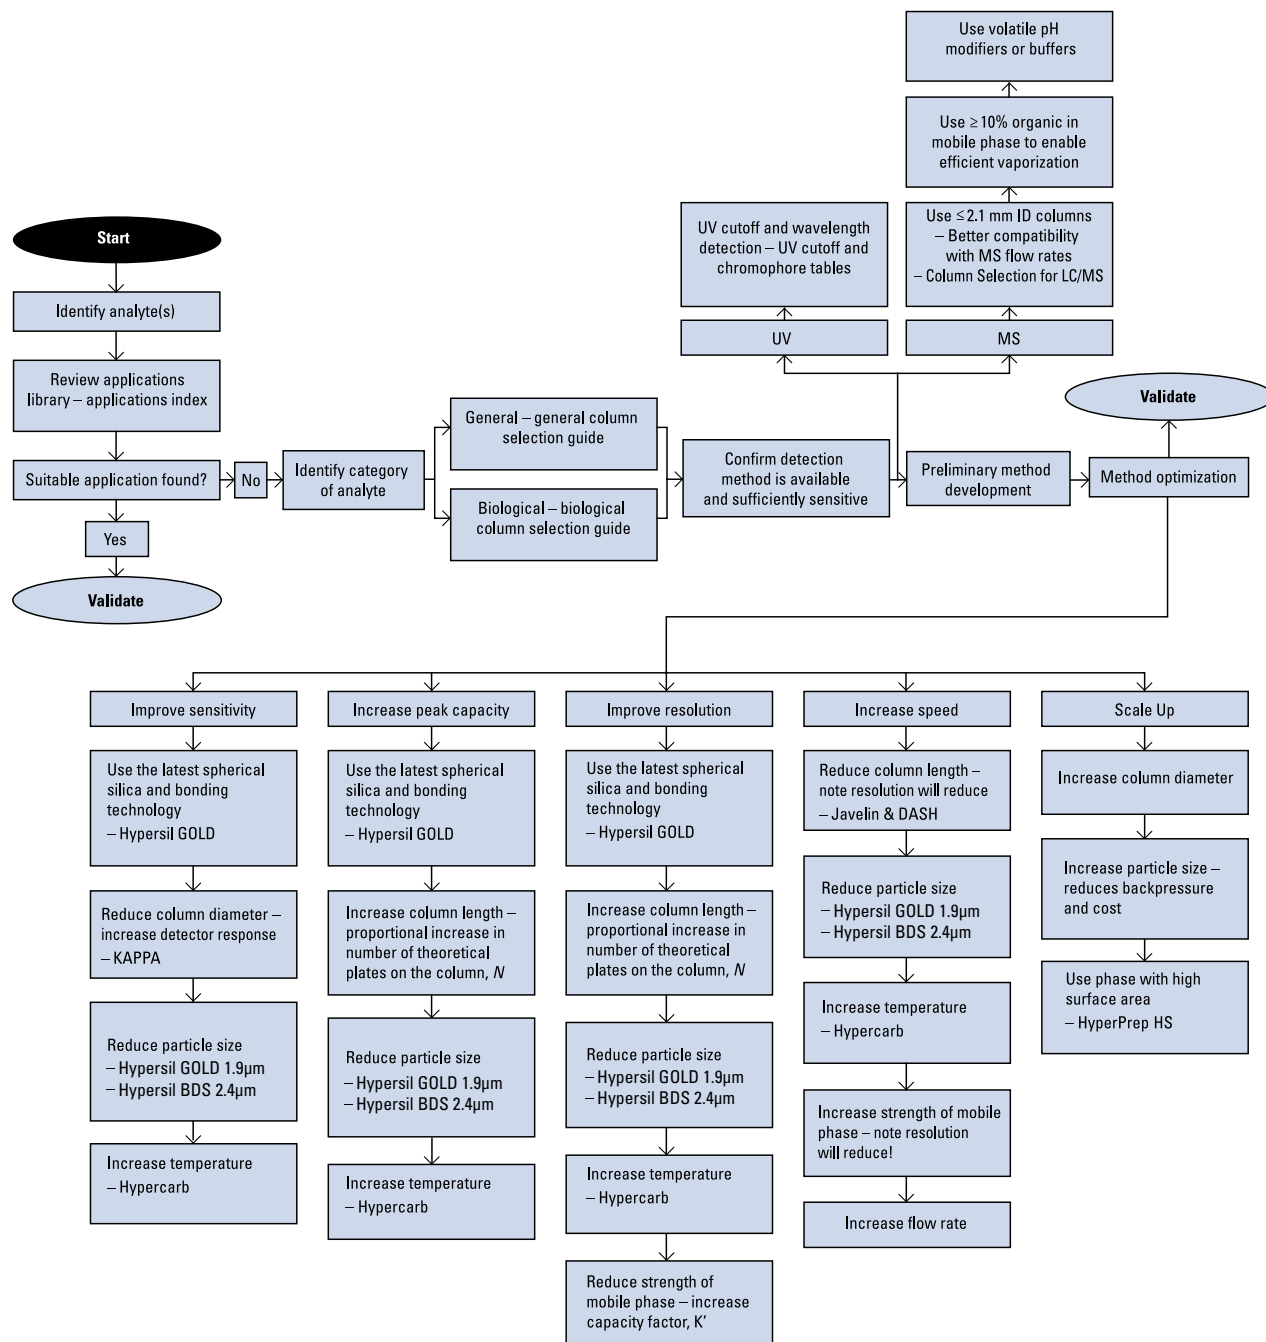 Start
Identify analyte(s)
Review applications
library – applications index
Suitable application found?
Yes
Validate
No
Identify category
of analyte
General – general column
selection guide
Biological – biological
column selection guide
Confirm detection
method is available
and sufficiently sensitive
UV
UV cutoff and wavelength
detection – UV cutoff and
chromophore tables
MS
Use ≤ 2.1 mm ID columns
– Better compatibility
with MS flow rates
– Column Selection for LC/MS
Use ≥ 10% organic in
mobile phase to enable
efficient vaporization
Use volatile pH
modifiers or buffers
Preliminary method
development
Method optimization
Validate
Improve sensitivity
Use the latest spherical
silica and bonding
technology
– Hypersil GOLD
Reduce column diameter –
increase detector response
– KAPPA
Reduce particle size
– Hypersil GOLD 1.9µm
– Hypersil BDS 2.4µm
Increase temperature
– Hypercarb
Increase peak capacity
Use the latest spherical
silica and bonding
technology
– Hypersil GOLD
Increase column length –
proportional increase in
number of theoretical
plates on the column, N
Reduce particle size
– Hypersil GOLD 1.9µm
– Hypersil BDS 2.4µm
Increase temperature
– Hypercarb
Improve resolution
Use the latest spherical
silica and bonding
technology
– Hypersil GOLD
Increase column length –
proportional increase in
number of theoretical
plates on the column, N
Reduce particle size
– Hypersil GOLD 1.9µm
– Hypersil BDS 2.4µm
Increase temperature
– Hypercarb
Reduce strength of
mobile phase – increase
capacity factor, K’
Increase speed
Reduce column length –
note resolution will reduce
– Javelin & DASH
Reduce particle size
– Hypersil GOLD 1.9µm
– Hypersil BDS 2.4µm
Increase temperature
– Hypercarb
Increase strength of mobile
phase – note resolution
will reduce!
Increase flow rate
Scale Up
Increase column diameter
Increase particle size –
reduces backpressure
and cost
Use phase with high
surface area
– HyperPrep HS